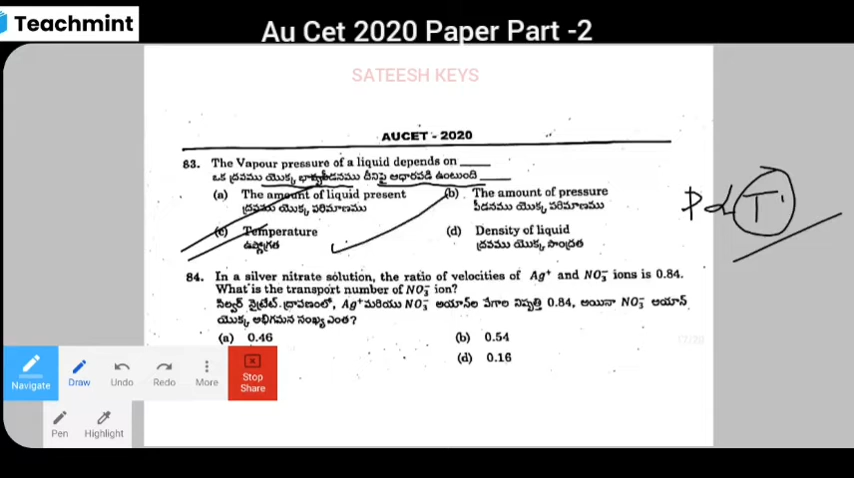 Teachmint
Au Cet 2020 Paper Part -2
SATEESH KEYS
AUCET - 2020
83. The Vapour pressure of a liquid depends on _____
ఒక ద్రవము యొక్క భాష్పపీడనము దీనిపై ఆధారపడి ఉంటుంది _____
(a) The amount of liquid present
ద్రవము యొక్క పరిమాణము
(b) The amount of pressure
పీడనము యొక్క పరిమాణము
(c) Temperature
ఉష్ణోగ్రత
(d) Density of liquid
ద్రవము యొక్క సాంద్రత
P ∝ T
84. In a silver nitrate solution, the ratio of velocities of Ag⁺ and NO₃⁻ ions is 0.84.
What is the transport number of NO₃⁻ ion?
సిల్వర్ నైట్రేట్ ద్రావణంలో, Ag⁺ మరియు NO₃⁻ అయాన్‌ల వేగాల నిష్పత్తి 0.84, అయినా NO₃⁻ అయాన్
యొక్క అభిగమన సంఖ్య ఎంత?
(a) 0.46
(b) 0.54
(d) 0.16
17/20
Navigate
Draw
Undo
Redo
More
Stop
Share
Pen
Highlight